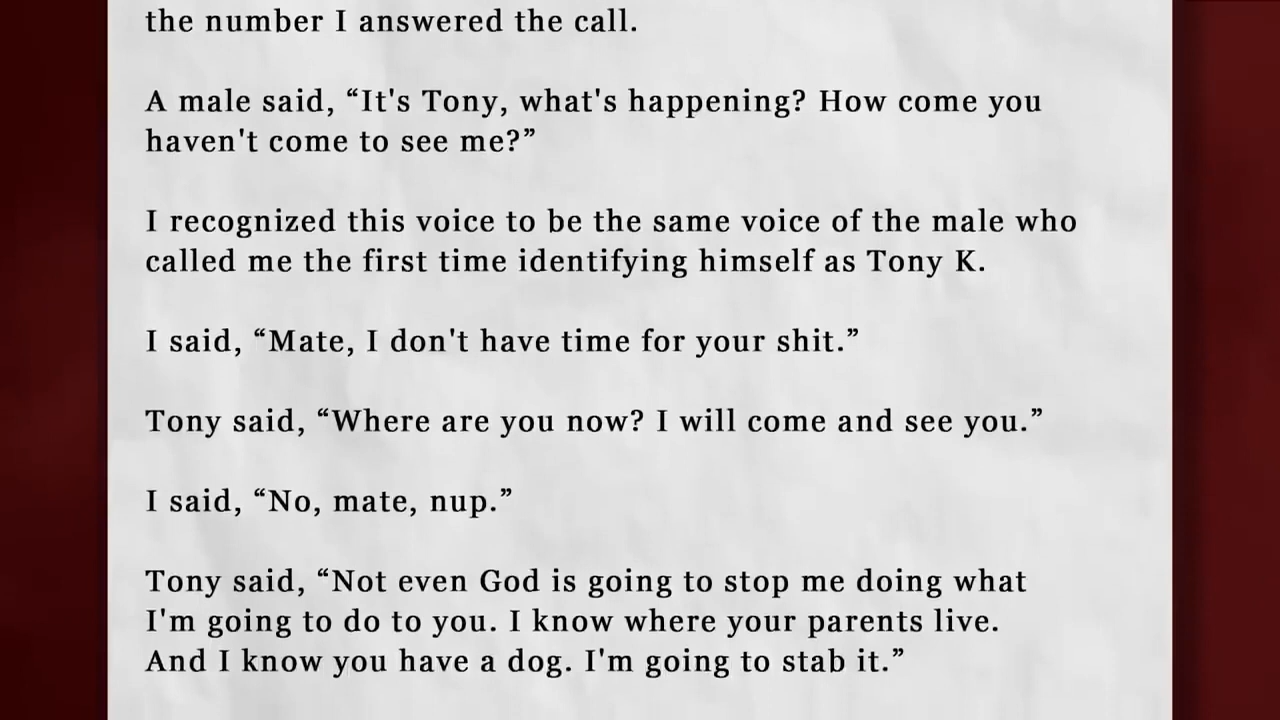 the number I answered the call.
A male said, “It's Tony, what's happening? How come you
haven't come to see me?”
I recognized this voice to be the same voice of the male who
called me the first time identifying himself as Tony K.
I said, “Mate, I don't have time for your shit.”
Tony said, “Where are you now? I will come and see you.”
I said, “No, mate, nup.”
Tony said, “Not even God is going to stop me doing what
I'm going to do to you. I know where your parents live.
And I know you have a dog. I'm going to stab it.”